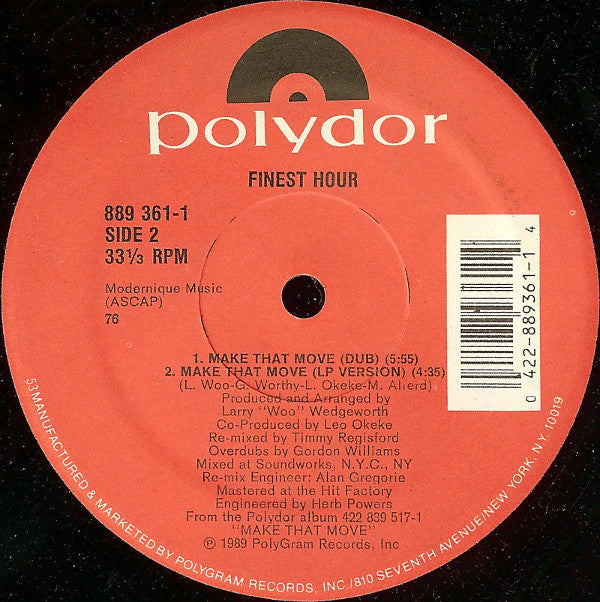 polydor
FINEST HOUR
889 361-1
SIDE 2
33⅓ RPM
Modernique Music
(ASCAP)
76
0 422-889361-1 4
1. MAKE THAT MOVE (DUB) (5:55)
2. MAKE THAT MOVE (LP VERSION) (4:35)
(L. Woo-G. Worthy-L. Okeke-M. Aherd)
Produced and Arranged by
Larry "Woo" Wedgeworth
Co-Produced by Leo Okeke
Re-mixed by Timmy Regisford
Overdubs by Gordon Williams
Mixed at Soundworks, N.Y.C., NY
Re-mix Engineer: Alan Gregorie
Mastered at the Hit Factory
Engineered by Herb Powers
From the Polydor album 422 839 517-1
"MAKE THAT MOVE"
℗ 1989 PolyGram Records, Inc
53MANUFACTURED & MARKETED BY POLYGRAM RECORDS, INC./810 SEVENTH AVENUE/NEW YORK, N.Y. 10019